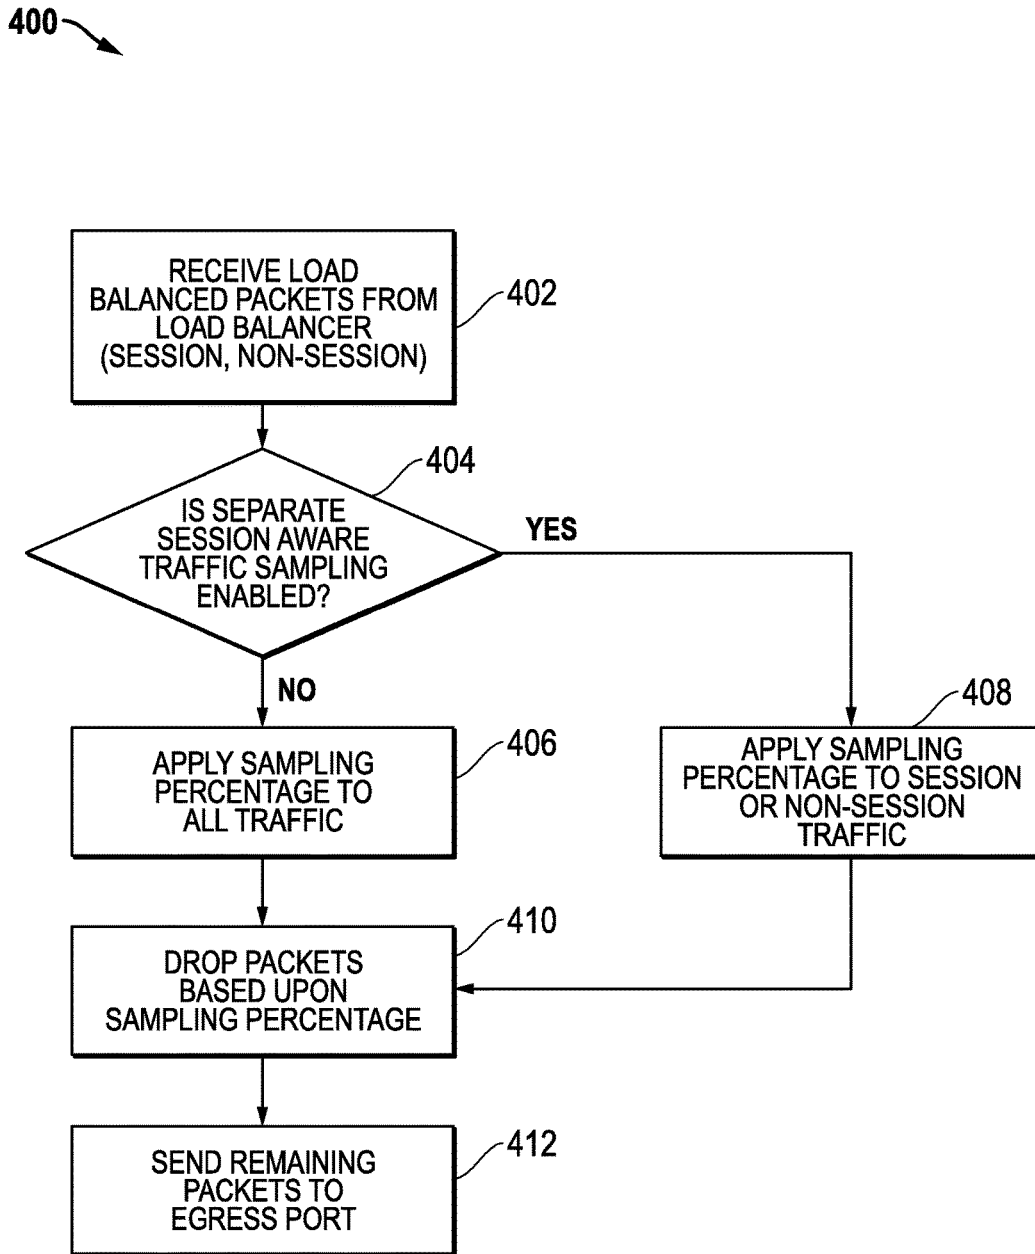 400
RECEIVE LOAD
BALANCED PACKETS FROM
LOAD BALANCER
(SESSION, NON-SESSION)
402
404
IS SEPARATE
SESSION AWARE
TRAFFIC SAMPLING
ENABLED?
YES
NO
406
APPLY SAMPLING
PERCENTAGE TO
ALL TRAFFIC
408
APPLY SAMPLING
PERCENTAGE TO SESSION
OR NON-SESSION
TRAFFIC
410
DROP PACKETS
BASED UPON
SAMPLING PERCENTAGE
412
SEND REMAINING
PACKETS TO
EGRESS PORT